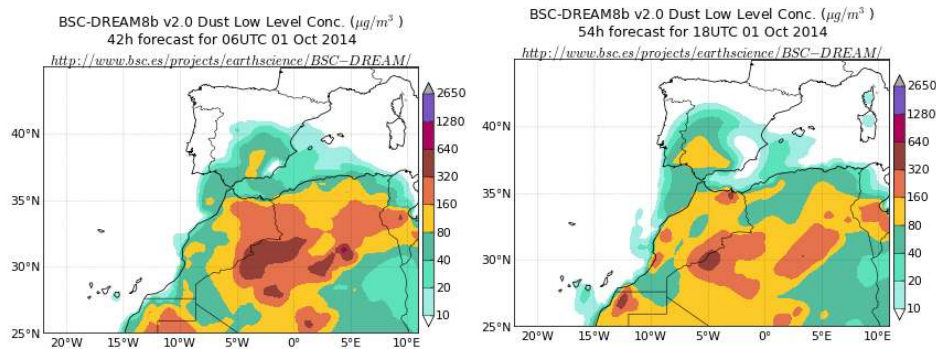 BSC-DREAM8b v2.0 Dust Low Level Conc. (μg/m³)
42h forecast for 06UTC 01 Oct 2014
http://www.bsc.es/projects/earthscience/BSC−DREAM/
40°N
35°N
30°N
25°N
20°W
15°W
10°W
5°W
0°E
5°E
10°E
2650
1280
640
320
160
80
40
20
10
BSC-DREAM8b v2.0 Dust Low Level Conc. (μg/m³)
54h forecast for 18UTC 01 Oct 2014
http://www.bsc.es/projects/earthscience/BSC−DREAM/
40°N
35°N
30°N
25°N
20°W
15°W
10°W
5°W
0°E
5°E
10°E
2650
1280
640
320
160
80
40
20
10